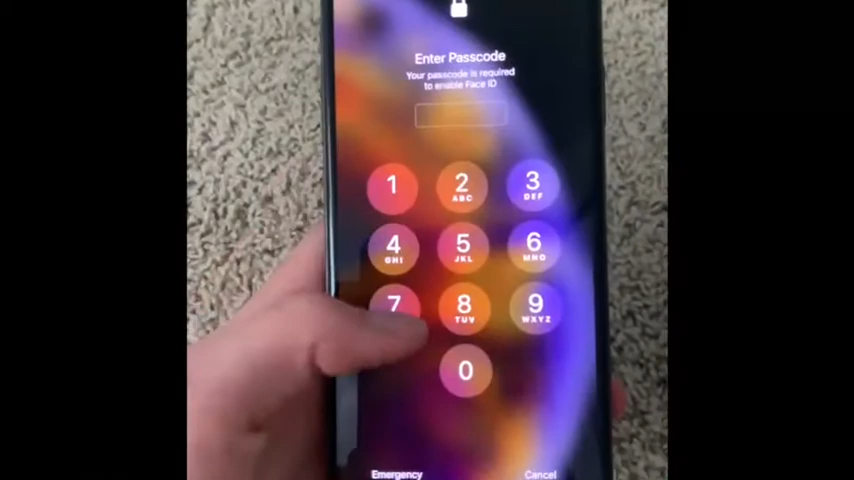 Enter Passcode
Your passcode is required
to enable Face ID
1 2 3
ABC DEF
4 5 6
GHI JKL MNO
7 8 9
TUV WXYZ
0
Emergency Cancel